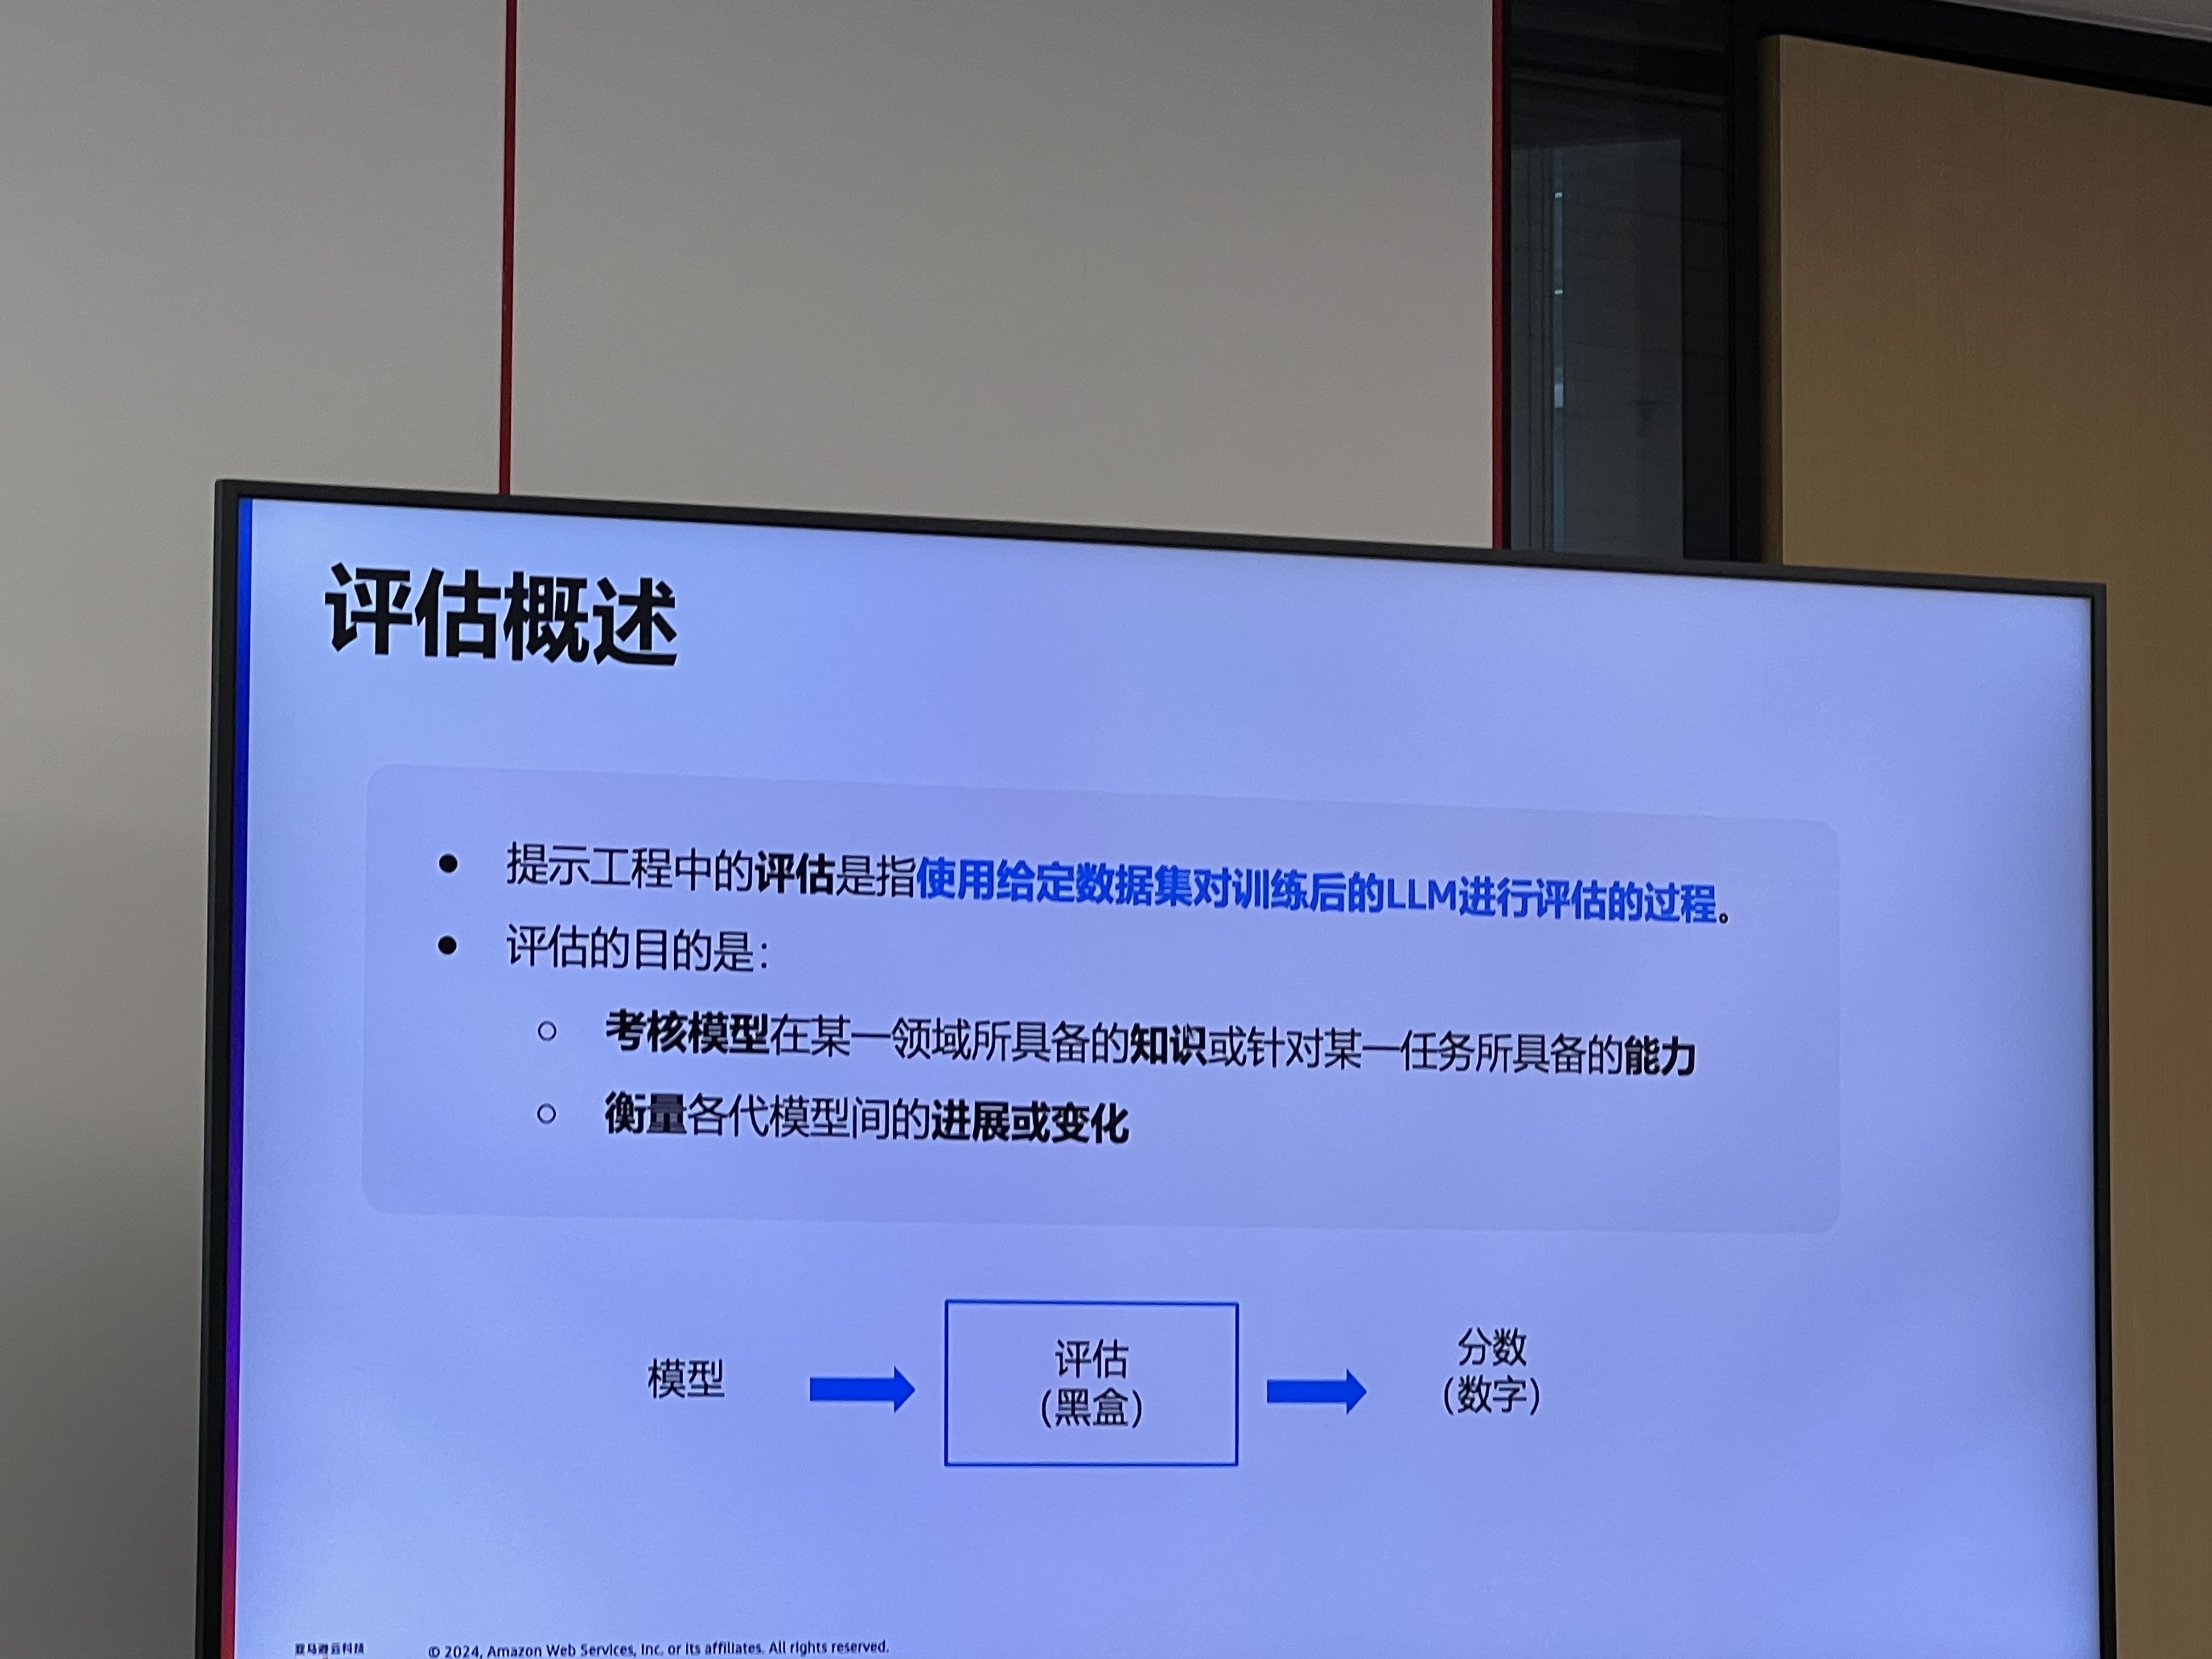 评估概述
● 提示工程中的评估是指使用给定数据集对训练后的LLM进行评估的过程。
● 评估的目的是：
○ 考核模型在某一领域所具备的知识或针对某一任务所具备的能力
○ 衡量各代模型间的进展或变化
模型
评估
（黑盒）
分数
（数字）
亚马逊云科技
© 2024, Amazon Web Services, Inc. or its affiliates. All rights reserved.